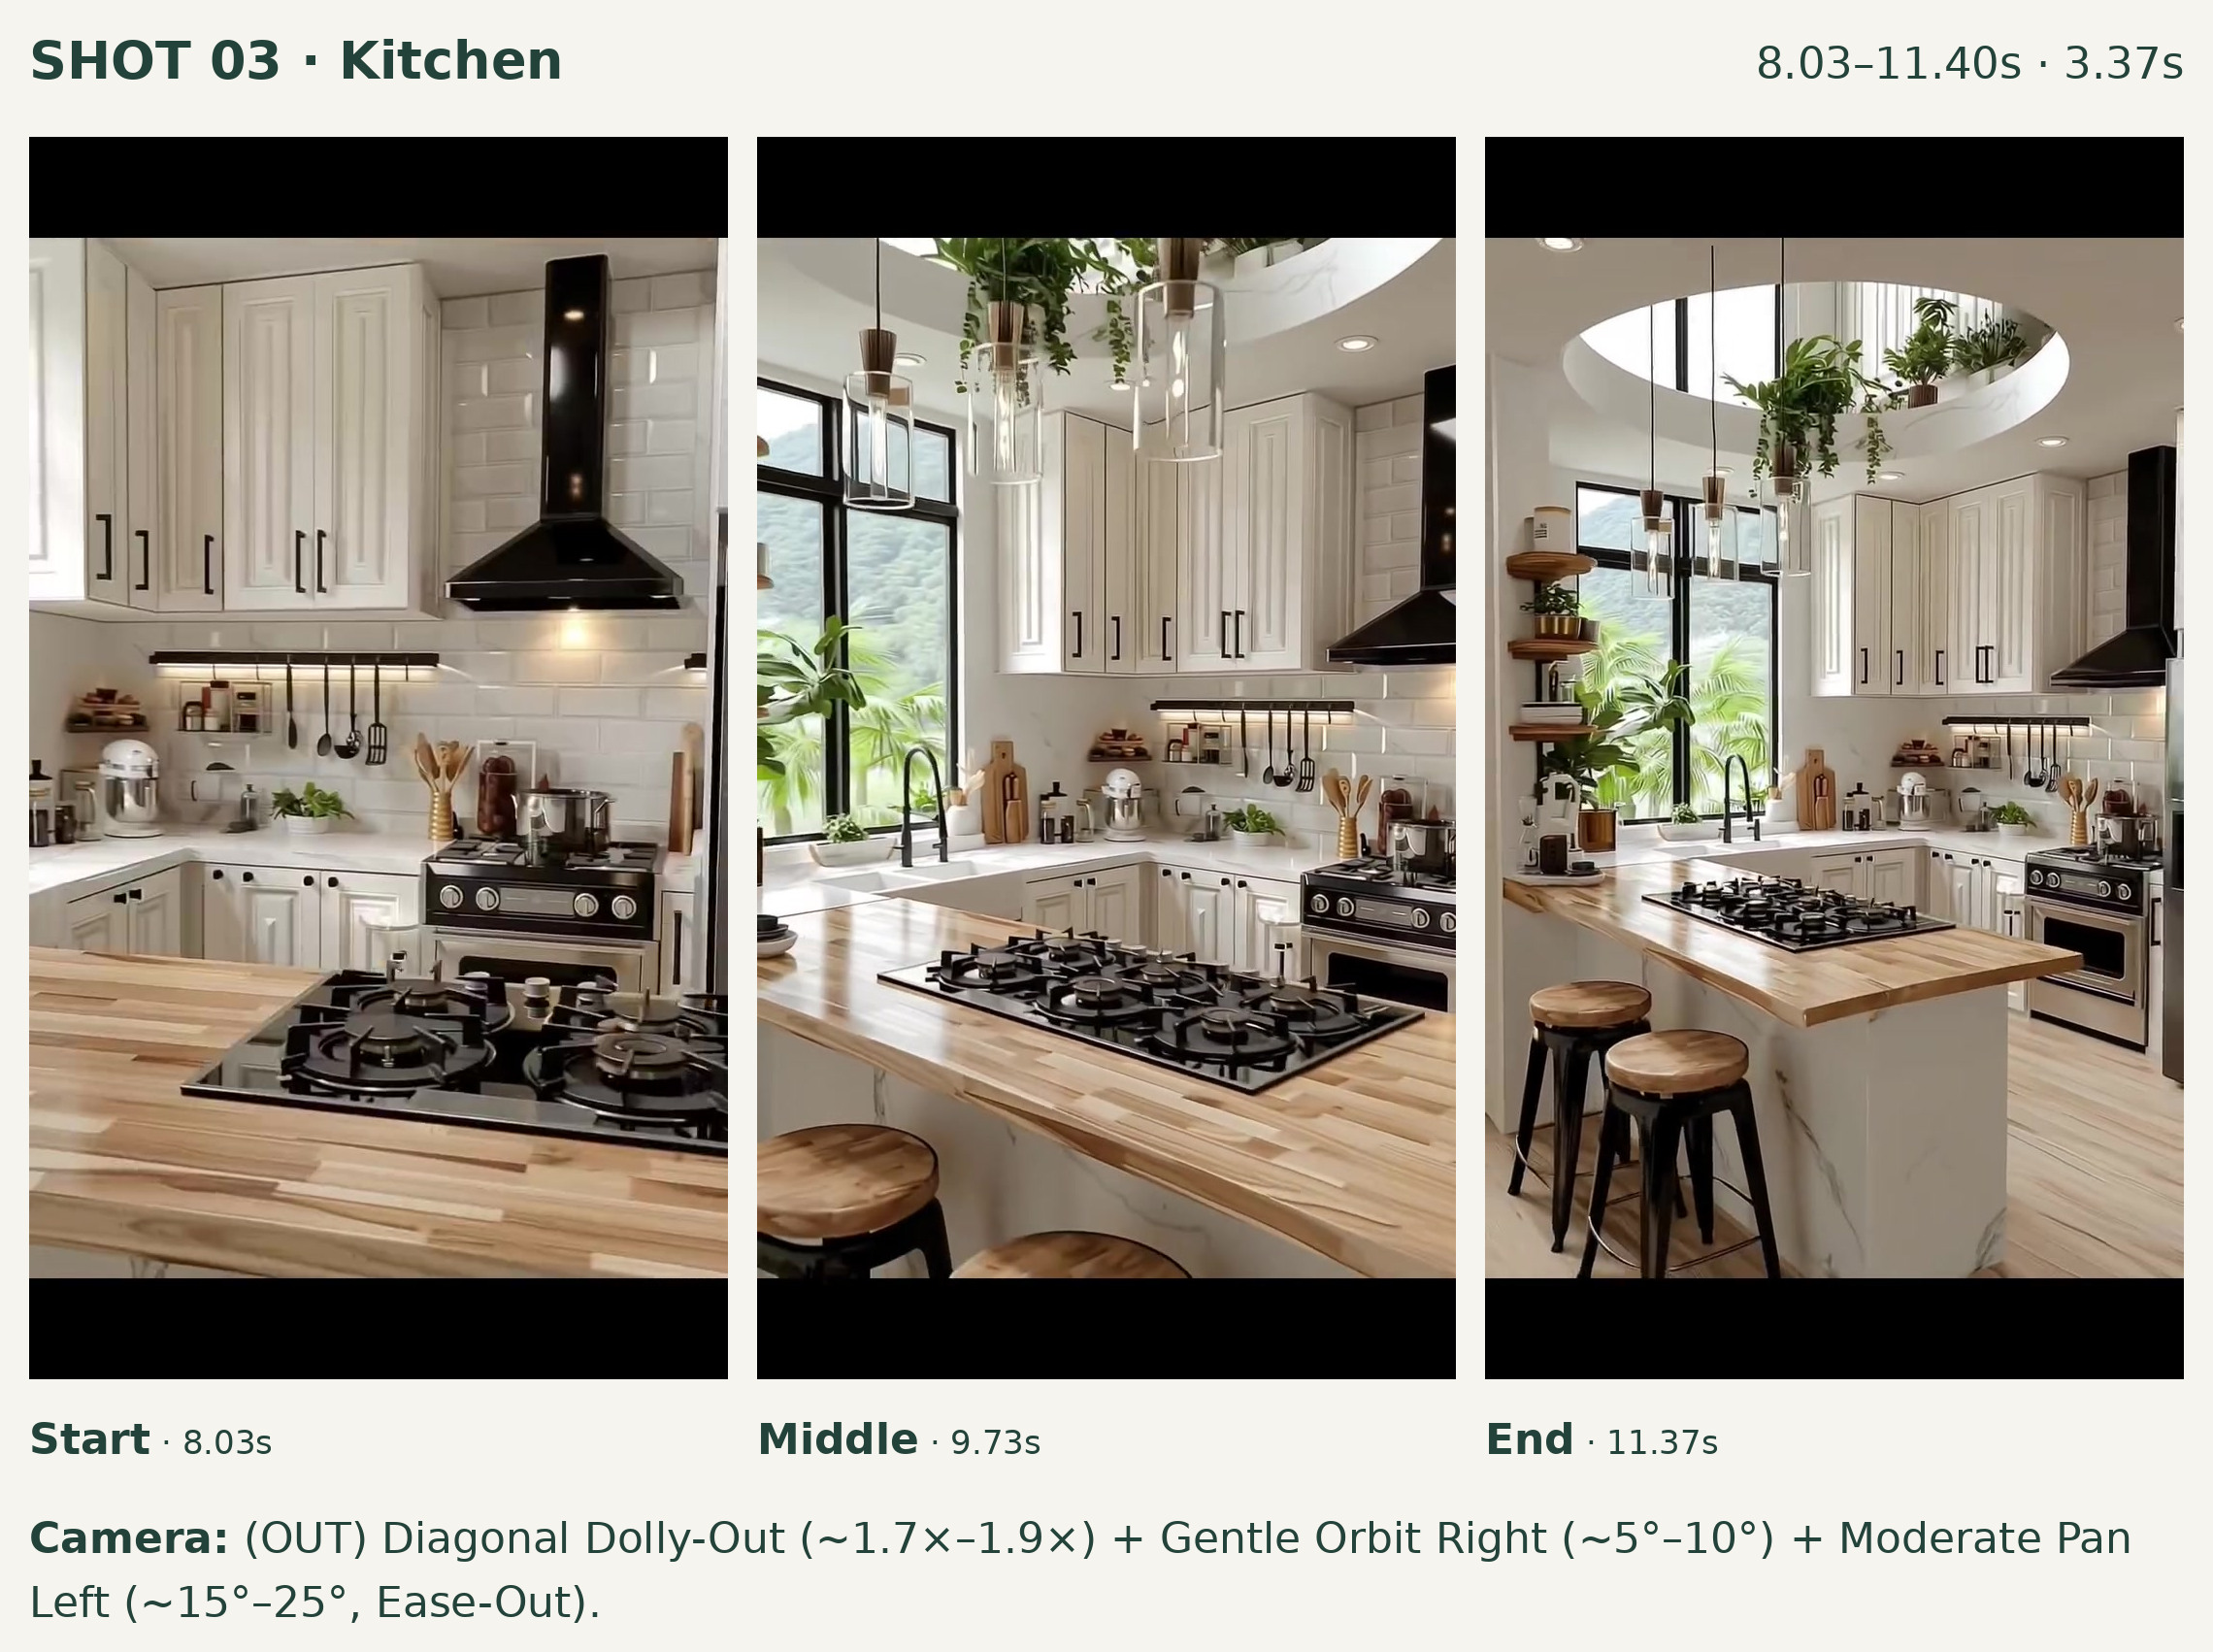 SHOT 03 · Kitchen
8.03–11.40s · 3.37s
Start · 8.03s
Middle · 9.73s
End · 11.37s
Camera: (OUT) Diagonal Dolly-Out (~1.7×–1.9×) + Gentle Orbit Right (~5°–10°) + Moderate Pan
Left (~15°–25°, Ease-Out).